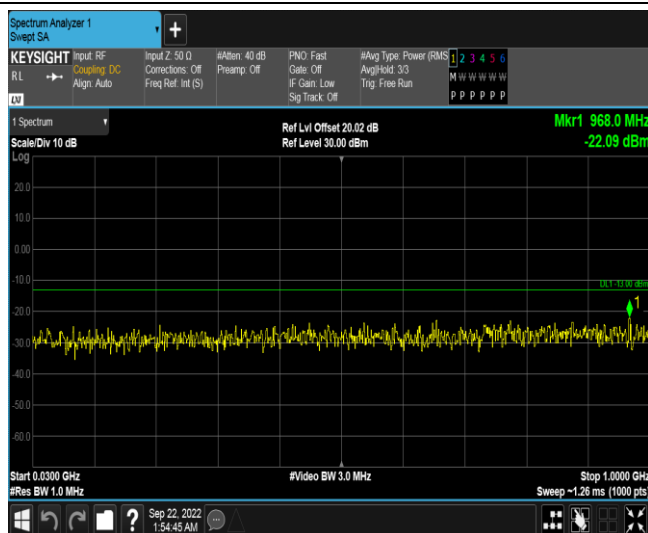 Spectrum Analyzer 1
Swept SA
+
KEYSIGHT Input: RF Input Z: 50 Ω #Atten: 40 dB PNO: Fast #Avg Type: Power (RMS 1 2 3 4 5 6
RL Coupling: DC Corrections: Off Preamp: Off Gate: Off Avg|Hold: 3/3 M W W W W W
Align: Auto Freq Ref: Int (S) IF Gain: Low Trig: Free Run
Sig Track: Off P P P P P P
LXI
1 Spectrum Ref Lvl Offset 20.02 dB Mkr1 968.0 MHz
Scale/Div 10 dB Ref Level 30.00 dBm -22.09 dBm
Log
20.0
10.0
0.00
-10.0
DL1 -13.00 dBm
1
-20.0
-30.0
-40.0
-50.0
-60.0
Start 0.0300 GHz #Video BW 3.0 MHz Stop 1.0000 GHz
#Res BW 1.0 MHz Sweep ~1.26 ms (1000 pts)
? Sep 22, 2022
1:54:45 AM